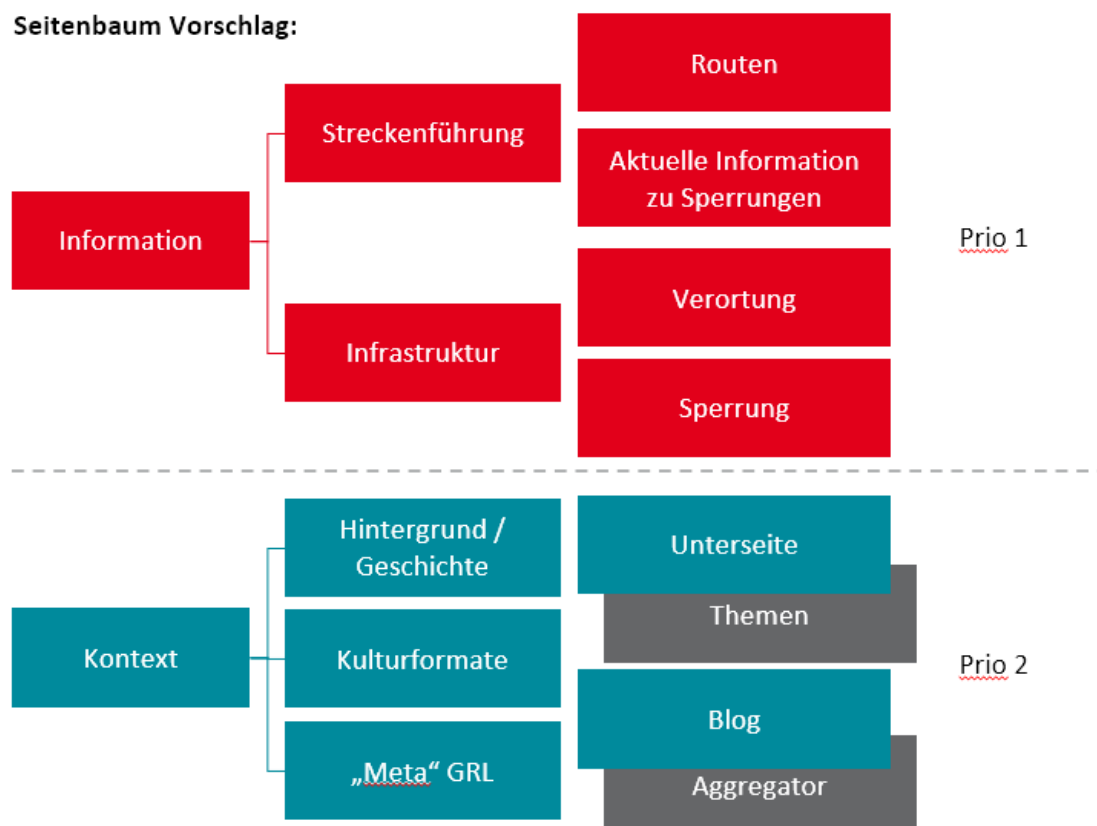 Seitenbaum Vorschlag:
Information
Streckenführung
Infrastruktur
Routen
Aktuelle Information
zu Sperrungen
Verortung
Sperrung
Prio 1
Kontext
Hintergrund /
Geschichte
Kulturformate
„Meta“ GRL
Unterseite
Themen
Blog
Aggregator
Prio 2